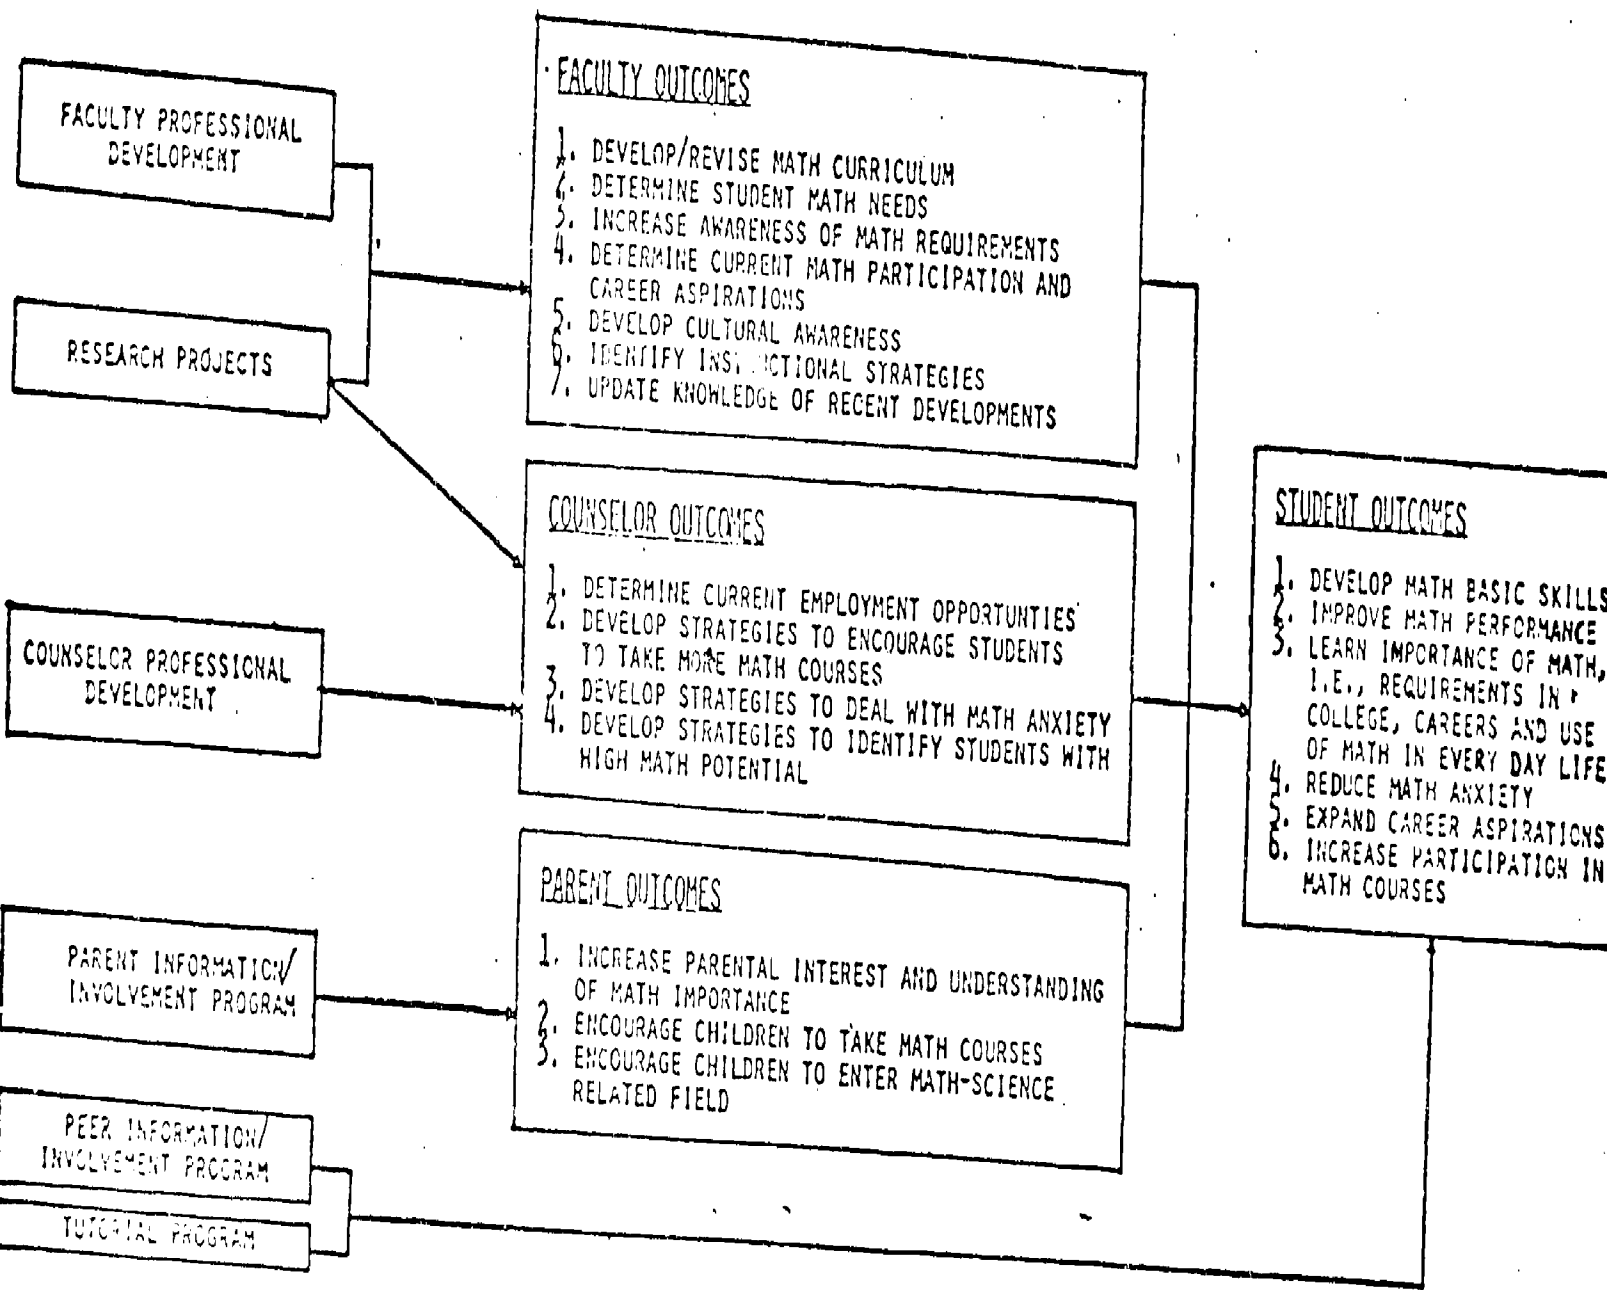 FACULTY PROFESSIONAL
DEVELOPMENT
RESEARCH PROJECTS
COUNSELOR PROFESSIONAL
DEVELOPMENT
PARENT INFORMATION/
INVOLVEMENT PROGRAM
PEER INFORMATION/
INVOLVEMENT PROGRAM
TUTORIAL PROGRAM
FACULTY OUTCOMES
1. DEVELOP/REVISE MATH CURRICULUM
2. DETERMINE STUDENT MATH NEEDS
3. INCREASE AWARENESS OF MATH REQUIREMENTS
4. DETERMINE CURRENT MATH PARTICIPATION AND
CAREER ASPIRATIONS
5. DEVELOP CULTURAL AWARENESS
6. IDENTIFY STRATEGIES
7. UPDATE KNOWLEDGE OF RECENT DEVELOPMENTS
COUNSELOR OUTCOMES
1. DETERMINE CURRENT EMPLOYMENT OPPORTUNTIES
2. DEVELOP STRATEGIES TO ENCOURAGE STUDENTS
TO TAKE MORE MATH COURSES
3. DEVELOP STRATEGIES TO DEAL WITH MATH ANXIETY
4. DEVELOP STRATEGIES TO IDENTIFY STUDENTS WITH
HIGH MATH POTENTIAL
PARENT OUTCOMES
1. INCREASE PARENTAL INTEREST AND UNDERSTANDING
OF MATH IMPORTANCE
2. ENCOURAGE CHILDREN TO TAKE MATH COURSES
3. ENCOURAGE CHILDREN TO ENTER MATH-SCIENCE
RELATED FIELD
STUDENT OUTCOMES
1. DEVELOP MATH BASIC SKILLS
2. IMPROVE MATH PERFORMANCE
3. LEARN IMPORTANCE OF MATH,
I.E., REQUIREMENTS IN
COLLEGE, CAREERS AND USE
OF MATH IN EVERY DAY LIFE
4. REDUCE MATH ANXIETY
5. EXPAND CAREER ASPIRATIONS
6. INCREASE PARTICIPATION IN
MATH COURSES